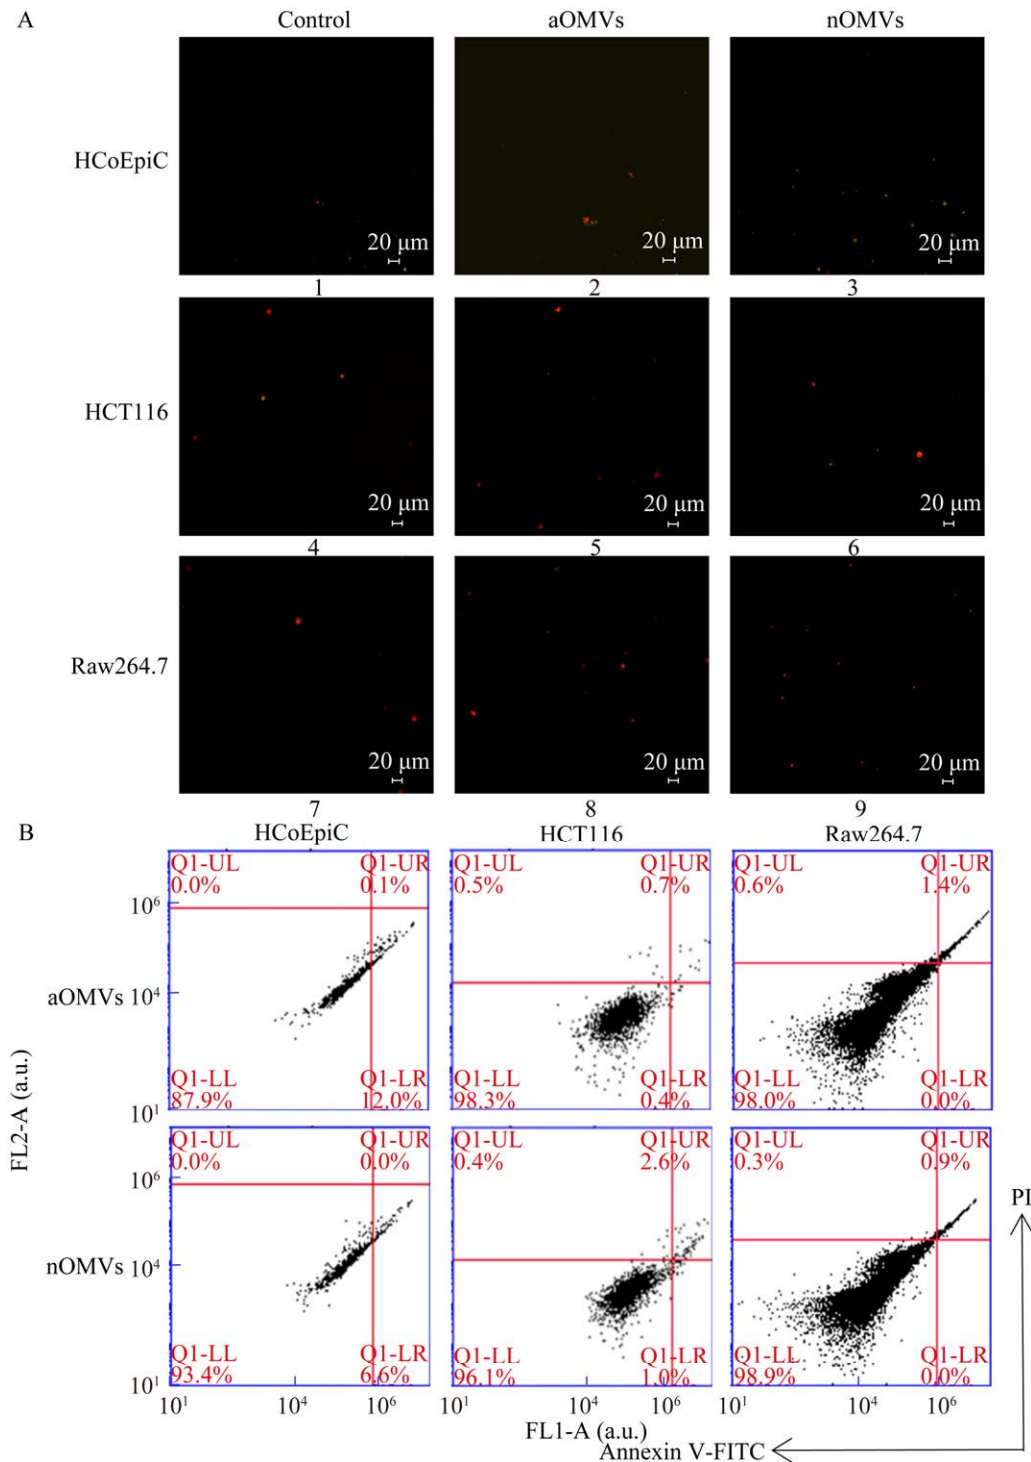 A
Control
aOMVs
nOMVs
HCoEpiC
20 μm
20 μm
20 μm
1
2
3
HCT116
20 μm
20 μm
20 μm
4
5
6
Raw264.7
20 μm
20 μm
20 μm
7
8
9
B
HCoEpiC
HCT116
Raw264.7
Q1-UL
0.0%
Q1-UR
0.1%
Q1-UL
0.5%
Q1-UR
0.7%
Q1-UL
0.6%
Q1-UR
1.4%
10⁶
aOMVs
10⁴
Q1-LL
87.9%
Q1-LR
12.0%
Q1-LL
98.3%
Q1-LR
0.4%
Q1-LL
98.0%
Q1-LR
0.0%
10¹
FL2-A (a.u.)
Q1-UL
0.0%
Q1-UR
0.0%
Q1-UL
0.4%
Q1-UR
2.6%
Q1-UL
0.3%
Q1-UR
0.9%
10⁶
PI
nOMVs
10⁴
Q1-LL
93.4%
Q1-LR
6.6%
Q1-LL
96.1%
Q1-LR
1.0%
Q1-LL
98.9%
Q1-LR
0.0%
10¹
10¹ 10⁴ 10⁶
10¹ 10⁴ 10⁶
10¹ 10⁴ 10⁶
FL1-A (a.u.)
Annexin V-FITC